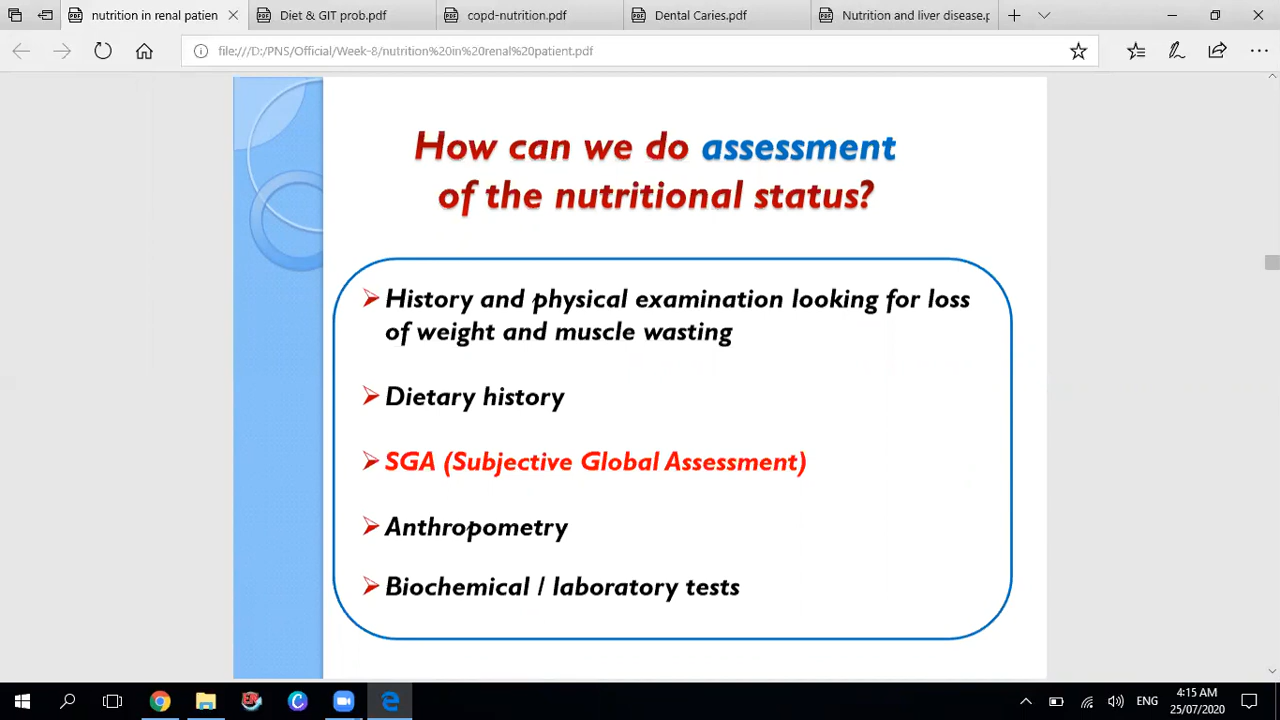 nutrition in renal patien
Diet & GIT prob.pdf
copd-nutrition.pdf
Dental Caries.pdf
Nutrition and liver disease.p
file:///D:/PNS/Official/Week-8/nutrition%20in%20renal%20patient.pdf
How can we do assessment
of the nutritional status?
History and physical examination looking for loss
of weight and muscle wasting
Dietary history
SGA (Subjective Global Assessment)
Anthropometry
Biochemical / laboratory tests
ENG
4:15 AM
25/07/2020